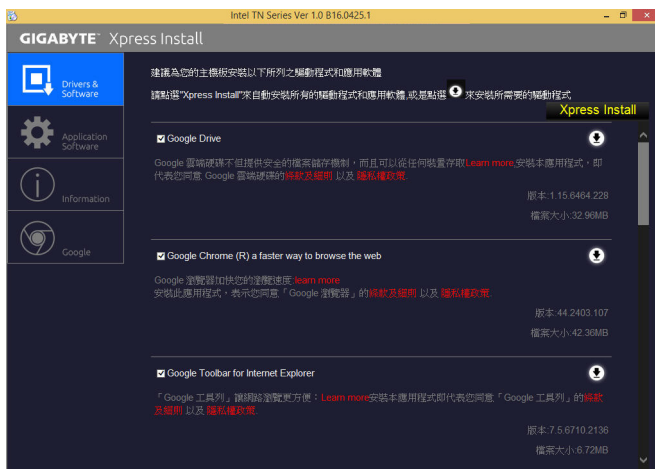 Intel TN Series Ver 1.0 B16.0425.1
GIGABYTE™ Xpress Install
Drivers &
Software
Application
Software
Information
Google
建議為您的主機板安裝以下所列之驅動程式和應用軟體
請點選"Xpress Install"來自動安裝所有的驅動程式和應用軟體,或是點選 來安裝所需要的驅動程式
Xpress Install
Google Drive
Google 雲端硬碟不但提供安全的檔案儲存機制，而且可以從任何裝置存取Learn more.安裝本應用程式，即
代表您同意 Google 雲端硬碟的條款及細則 以及 隱私權政策.
版本:1.15.6464.228
檔案大小:32.96MB
Google Chrome (R) a faster way to browse the web
Google 瀏覽器加快您的瀏覽速度.learn more
安裝此應用程式，表示您同意「Google 瀏覽器」的條款及細則 以及 隱私權政策.
版本:44.2403.107
檔案大小:42.36MB
Google Toolbar for Internet Explorer
「Google 工具列」讓網路瀏覽更方便：Learn more安裝本應用程式即代表您同意「Google 工具列」的條款
及細則 以及 隱私權政策.
版本:7.5.6710.2136
檔案大小:6.72MB